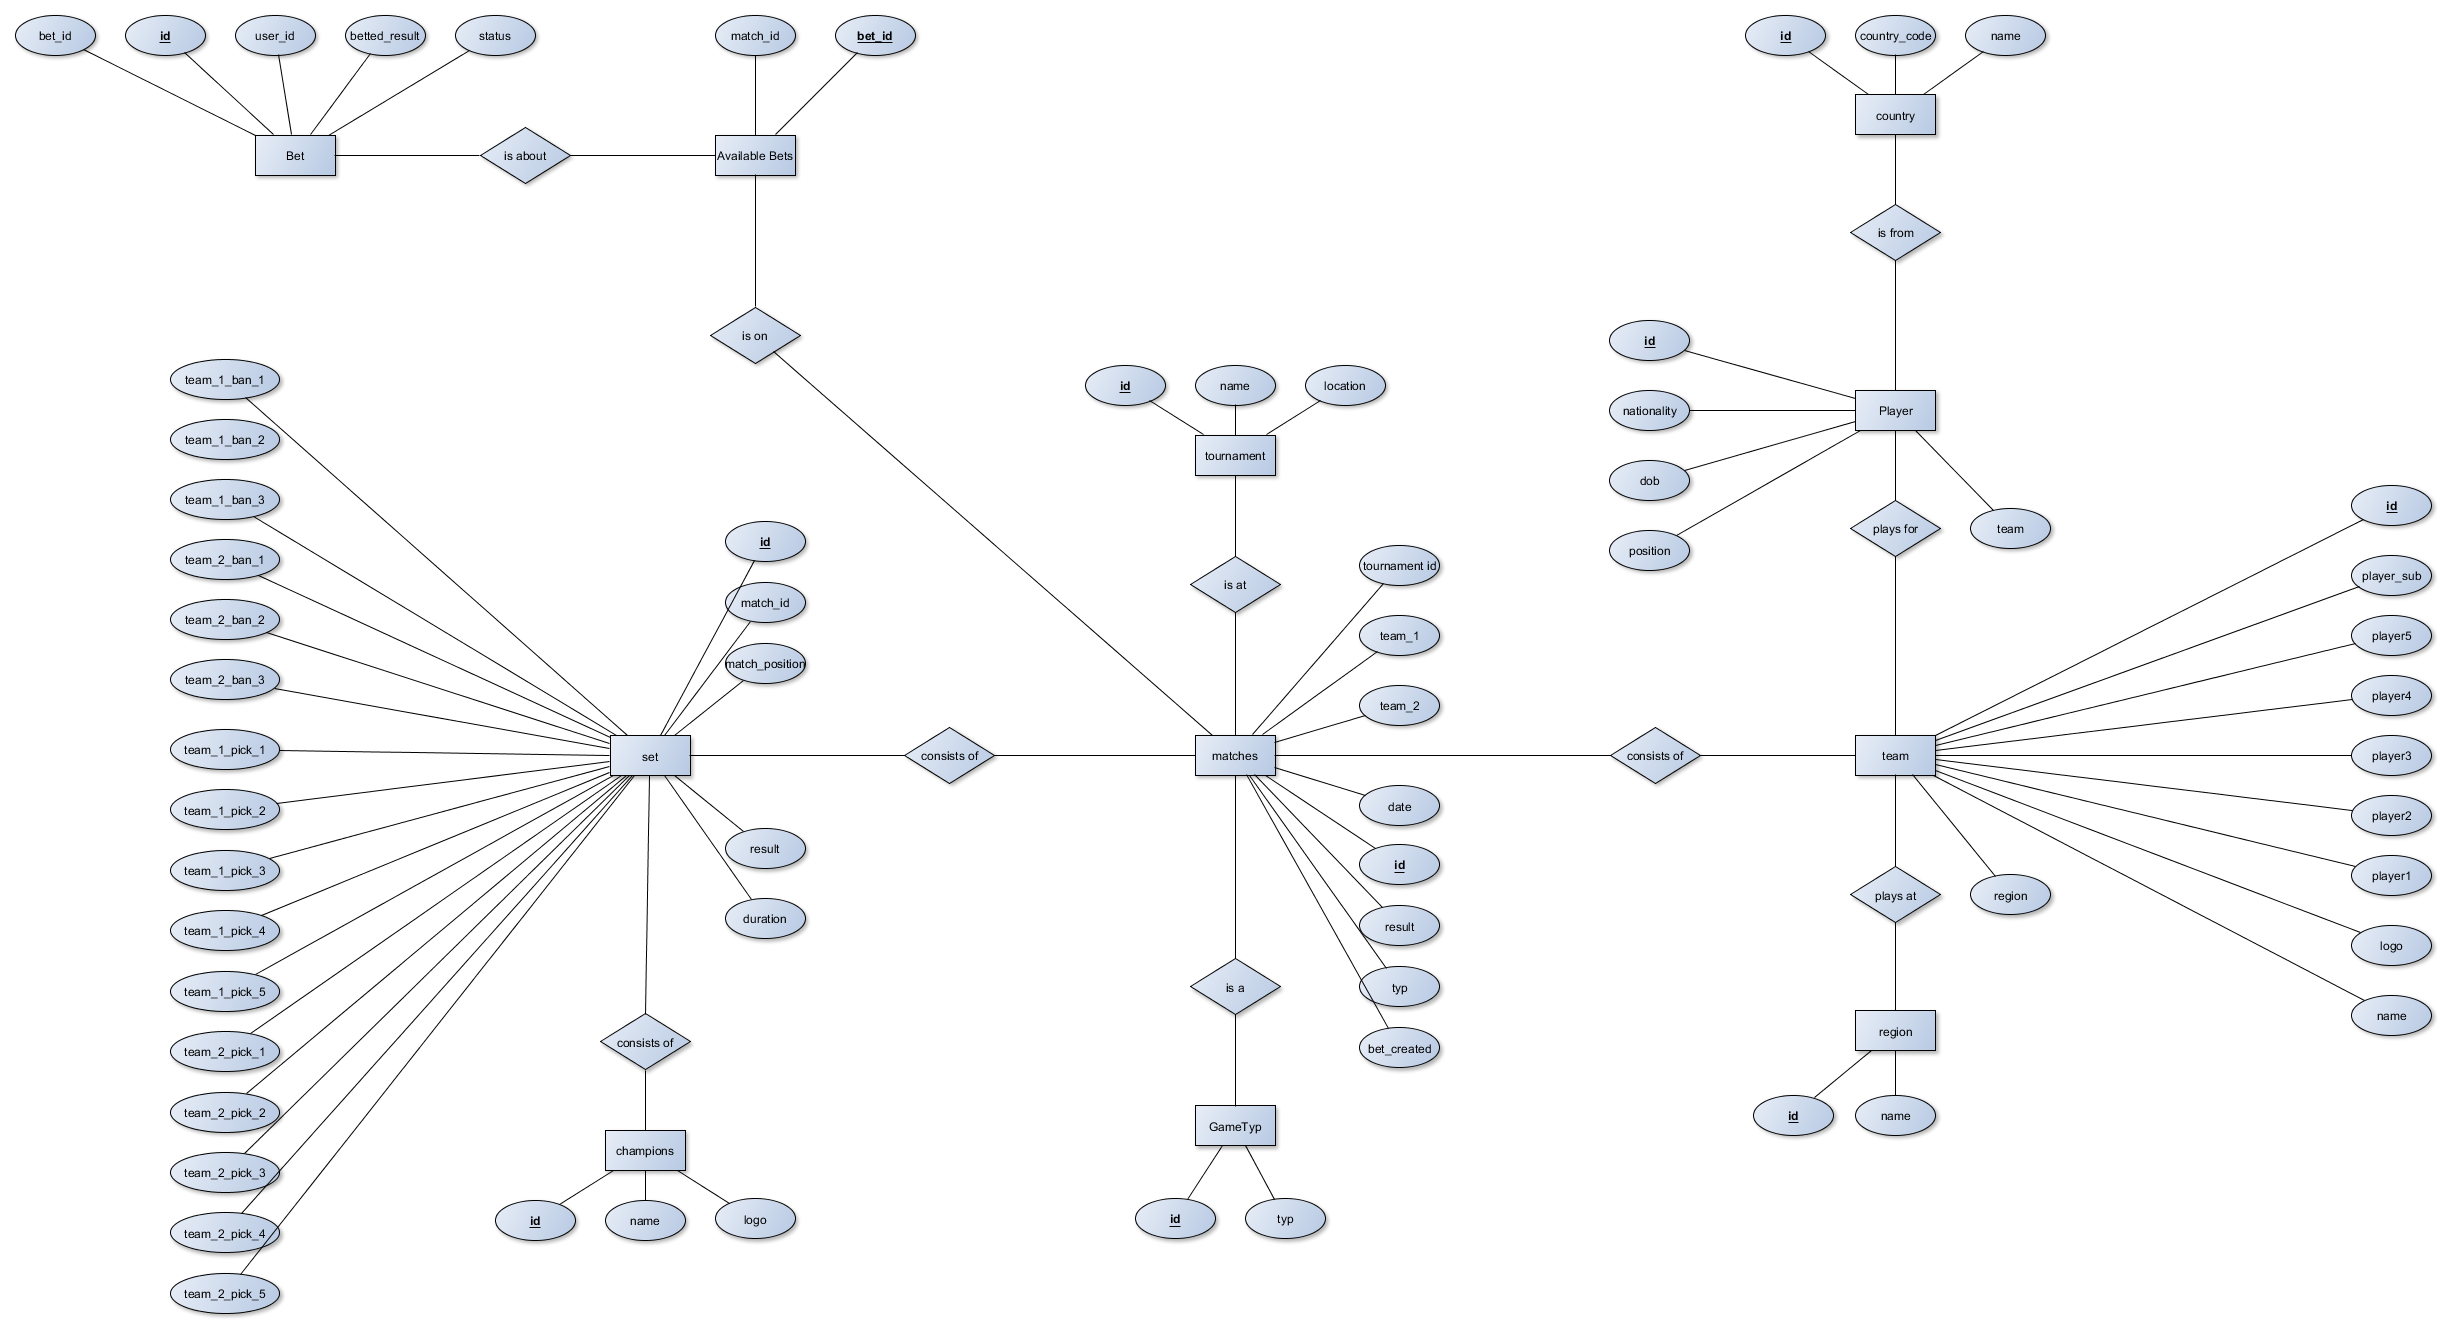 bet_id
id
user_id
betted_result
status
match_id
bet_id
id
country_code
name
country
Bet
is about
Available Bets
is from
is on
id
team_1_ban_1
id
name
location
nationality
Player
team_1_ban_2
tournament
dob
team_1_ban_3
id
plays for
team
id
position
team_2_ban_1
tournament id
player_sub
is at
match_id
team_2_ban_2
team_1
player5
match_position
team_2_ban_3
team_2
player4
team_1_pick_1
set
consists of
matches
consists of
team
player3
team_1_pick_2
date
player2
result
team_1_pick_3
id
player1
plays at
region
duration
team_1_pick_4
result
logo
team_1_pick_5
is a
typ
name
region
consists of
bet_created
team_2_pick_1
team_2_pick_2
id
name
GameTyp
champions
team_2_pick_3
id
name
logo
id
typ
team_2_pick_4
team_2_pick_5